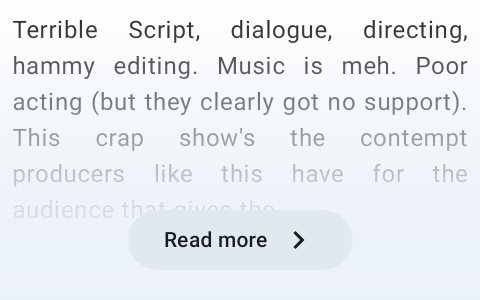 Terrible Script, dialogue, directing,
hammy editing. Music is meh. Poor
acting (but they clearly got no support).
This crap show's the contempt
producers like this have for the
audience that gives the
Read more